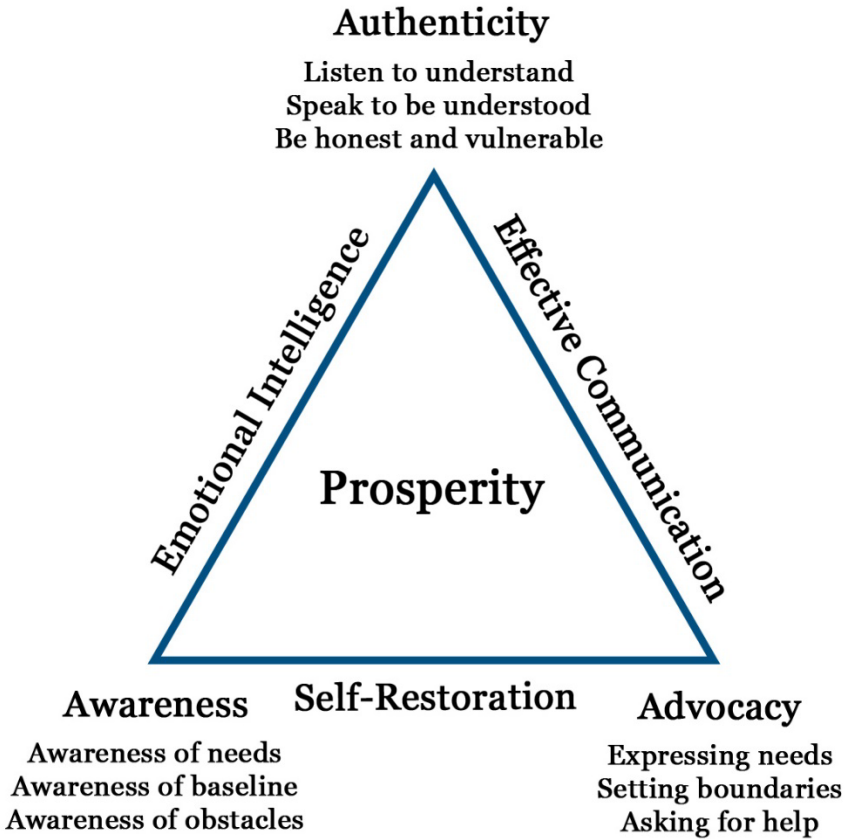 Authenticity
Listen to understand
Speak to be understood
Be honest and vulnerable
Emotional Intelligence
Effective Communication
Prosperity
Self-Restoration
Awareness
Awareness of needs
Awareness of baseline
Awareness of obstacles
Advocacy
Expressing needs
Setting boundaries
Asking for help